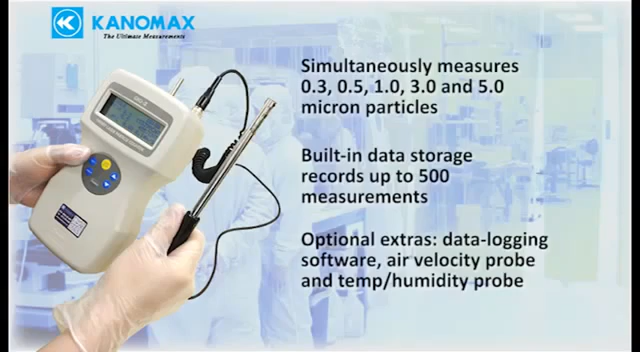 KANOMAX
The Ultimate Measurements
Simultaneously measures
0.3, 0.5, 1.0, 3.0 and 5.0
micron particles
Built-in data storage
records up to 500
measurements
Optional extras: data-logging
software, air velocity probe
and temp/humidity probe